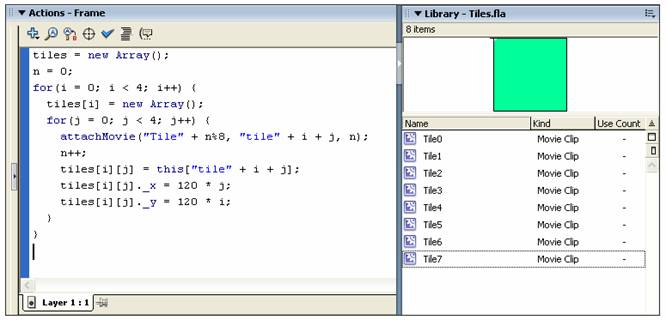 Actions - Frame
tiles = new Array();
n = 0;
for(i = 0; i < 4; i++) {
tiles[i] = new Array();
for(j = 0; j < 4; j++) {
attachMovie("Tile" + n%8, "tile" + i + j, n);
n++;
tiles[i][j] = this["tile" + i + j];
tiles[i][j]._x = 120 * j;
tiles[i][j]._y = 120 * i;
}
}
Layer 1 : 1
Library - Tiles.fla
8 items
Name Kind Use Count
Tile0 Movie Clip -
Tile1 Movie Clip -
Tile2 Movie Clip -
Tile3 Movie Clip -
Tile4 Movie Clip -
Tile5 Movie Clip -
Tile6 Movie Clip -
Tile7 Movie Clip -